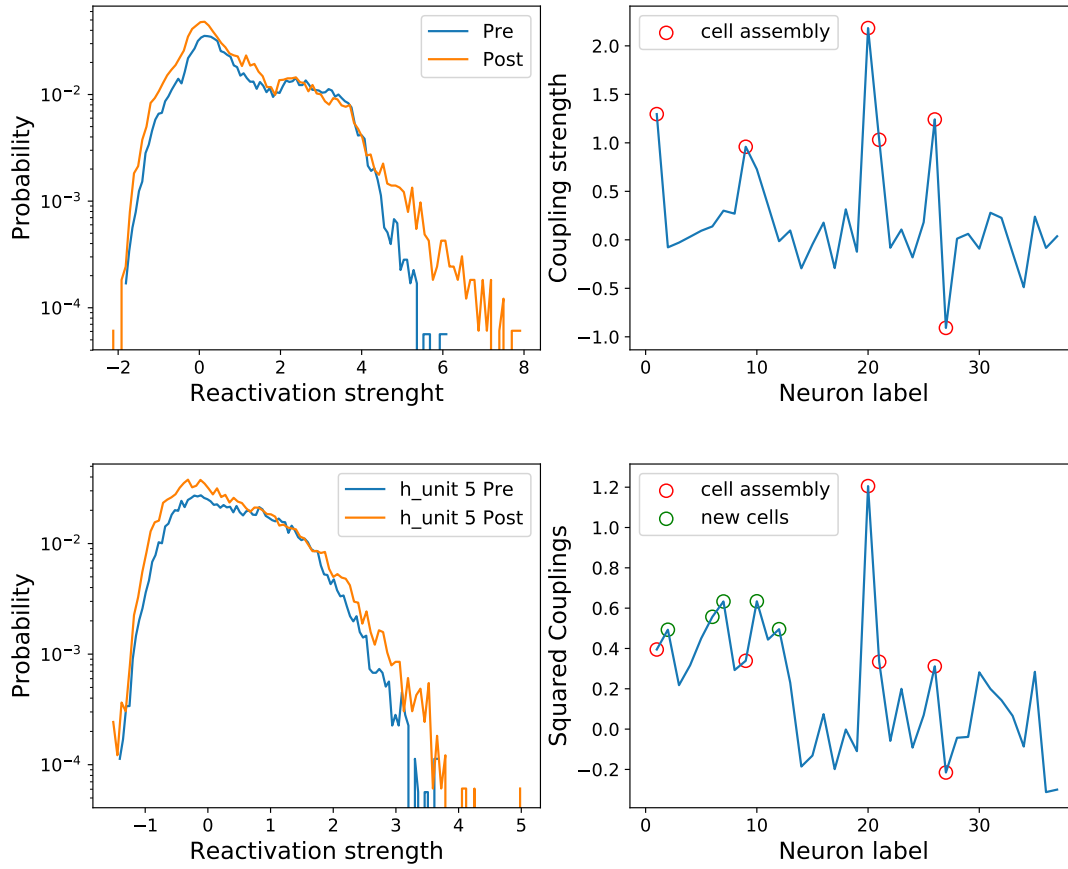 Pre
Post
10⁻²
10⁻³
10⁻⁴
Probability
−2 0 2 4 6 8
Reactivation strenght
cell assembly
2.0
1.5
1.0
0.5
0.0
−0.5
−1.0
Coupling strength
0 10 20 30
Neuron label
h_unit 5 Pre
h_unit 5 Post
10⁻²
10⁻³
10⁻⁴
Probability
−1 0 1 2 3 4 5
Reactivation strength
cell assembly
new cells
1.2
1.0
0.8
0.6
0.4
0.2
0.0
−0.2
Squared Couplings
0 10 20 30
Neuron label